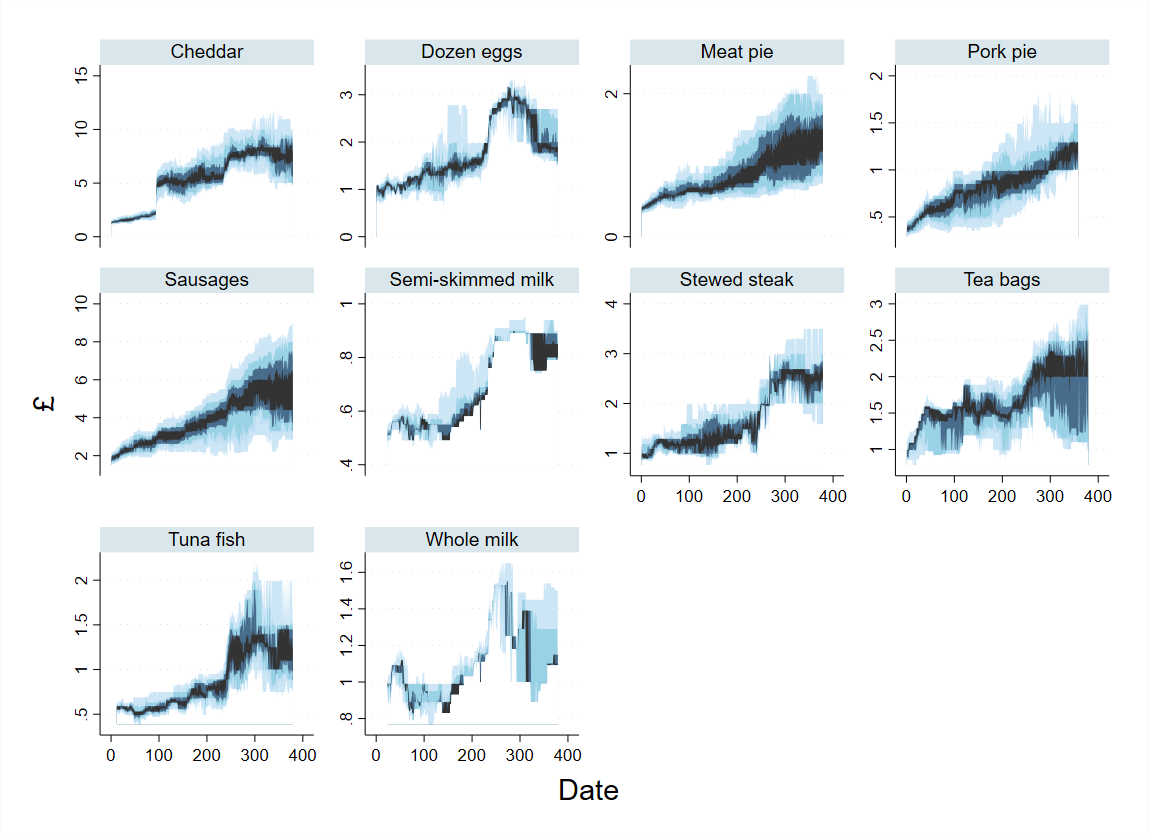 Cheddar Dozen eggs Meat pie Pork pie
0 5 10 15
0 1 2 3
0 2
.5 1 1.5 2
Sausages Semi-skimmed milk Stewed steak Tea bags
2 4 6 8 10
.4 .6 .8 1
1 2 3 4
1 1.5 2 2.5 3
0 100 200 300 400 0 100 200 300 400
Tuna fish Whole milk
.5 1 1.5 2
.8 1 1.2 1.4 1.6
0 100 200 300 400 0 100 200 300 400
£
Date